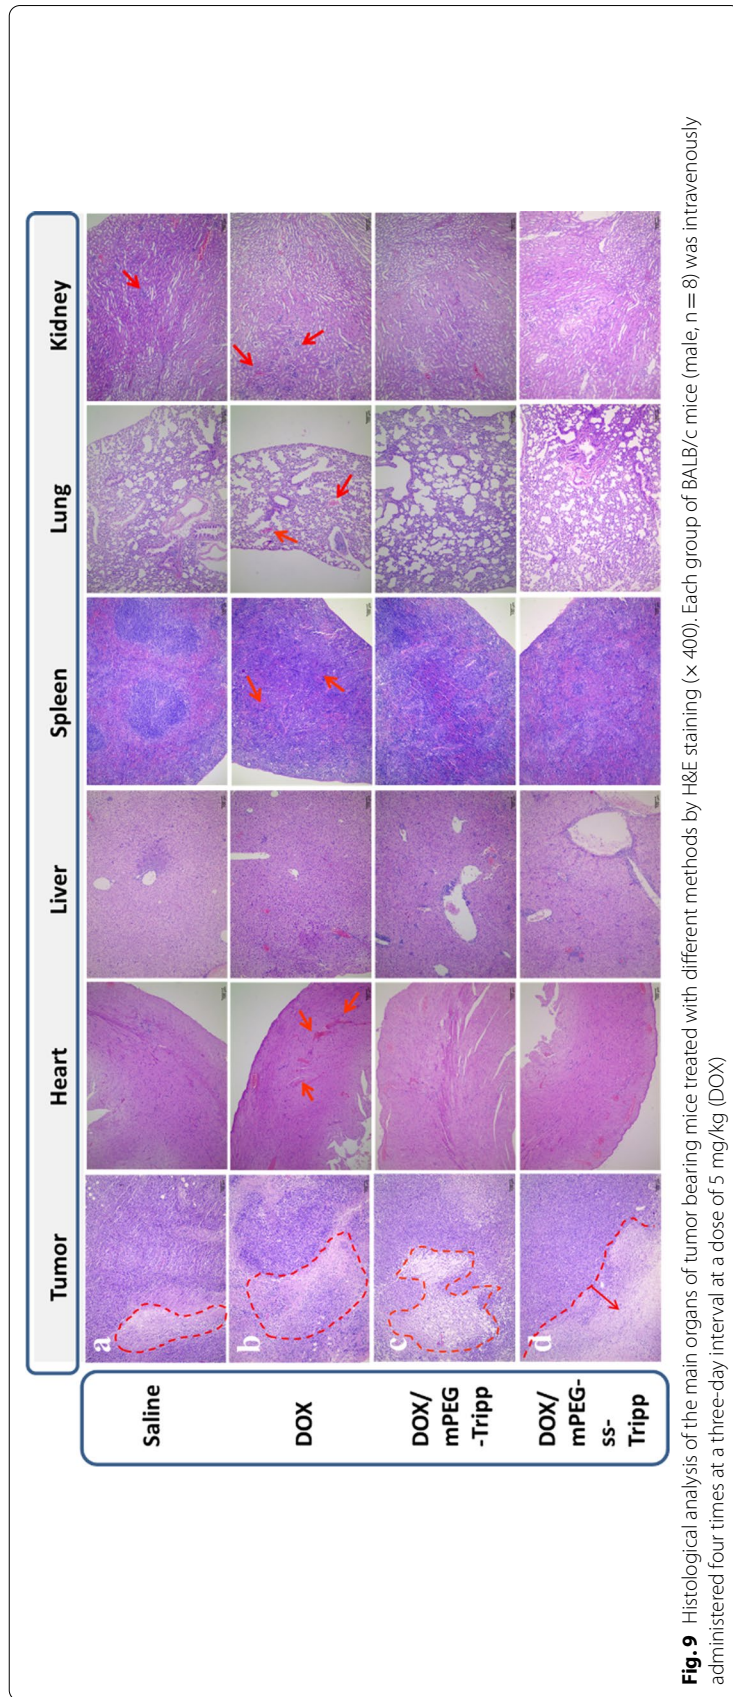 Tumor Heart Liver Spleen Lung Kidney
Saline
a
DOX
b
DOX/
mPEG
-Tripp
c
DOX/
mPEG-
ss-
Tripp
d
Fig. 9 Histological analysis of the main organs of tumor bearing mice treated with different methods by H&E staining (× 400). Each group of BALB/c mice (male, n = 8) was intravenously
administered four times at a three-day interval at a dose of 5 mg/kg (DOX)